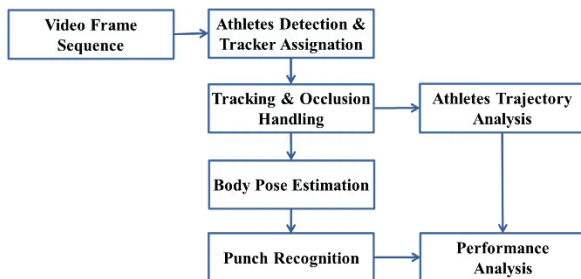 Video Frame
Sequence
Athletes Detection &
Tracker Assignation
Tracking & Occlusion
Handling
Athletes Trajectory
Analysis
Body Pose Estimation
Punch Recognition
Performance
Analysis